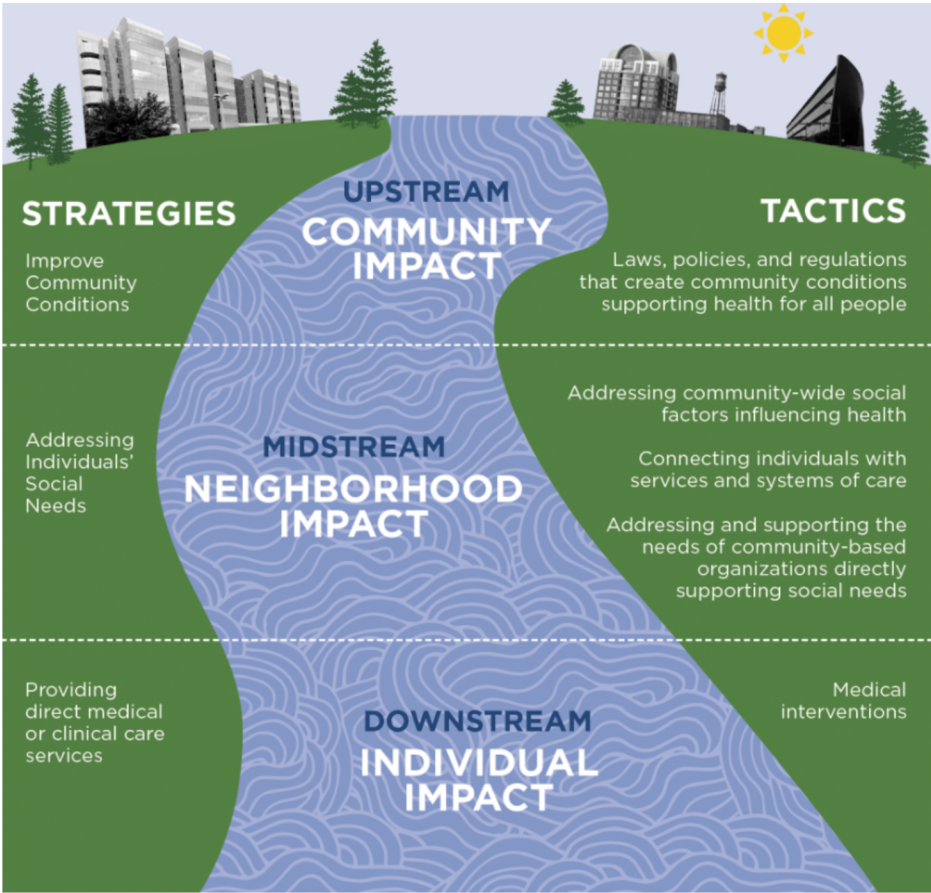 UPSTREAM
COMMUNITY
IMPACT
STRATEGIES
Improve
Community
Conditions
TACTICS
Laws, policies, and regulations
that create community conditions
supporting health for all people
MIDSTREAM
NEIGHBORHOOD
IMPACT
Addressing
Individuals’
Social
Needs
Addressing community-wide social
factors influencing health
Connecting individuals with
services and systems of care
Addressing and supporting the
needs of community-based
organizations directly
supporting social needs
DOWNSTREAM
INDIVIDUAL
IMPACT
Providing
direct medical
or clinical care
services
Medical
interventions